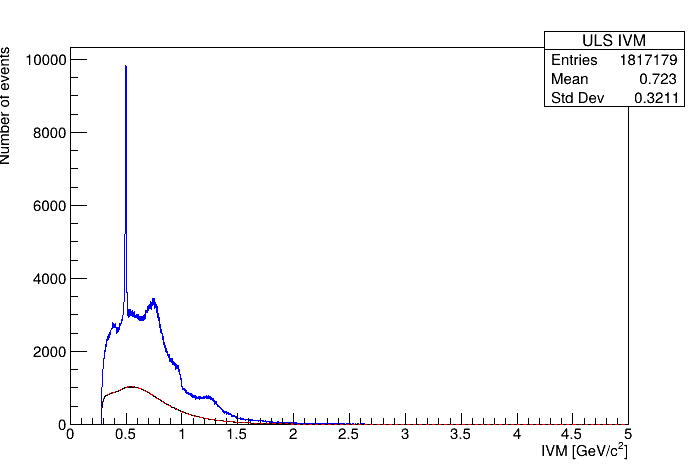 ULS IVM
Entries 1817179
Mean 0.723
Std Dev 0.3211
Number of events
10000
8000
6000
4000
2000
0
0 0.5 1 1.5 2 2.5 3 3.5 4 4.5 5
IVM [GeV/c²]